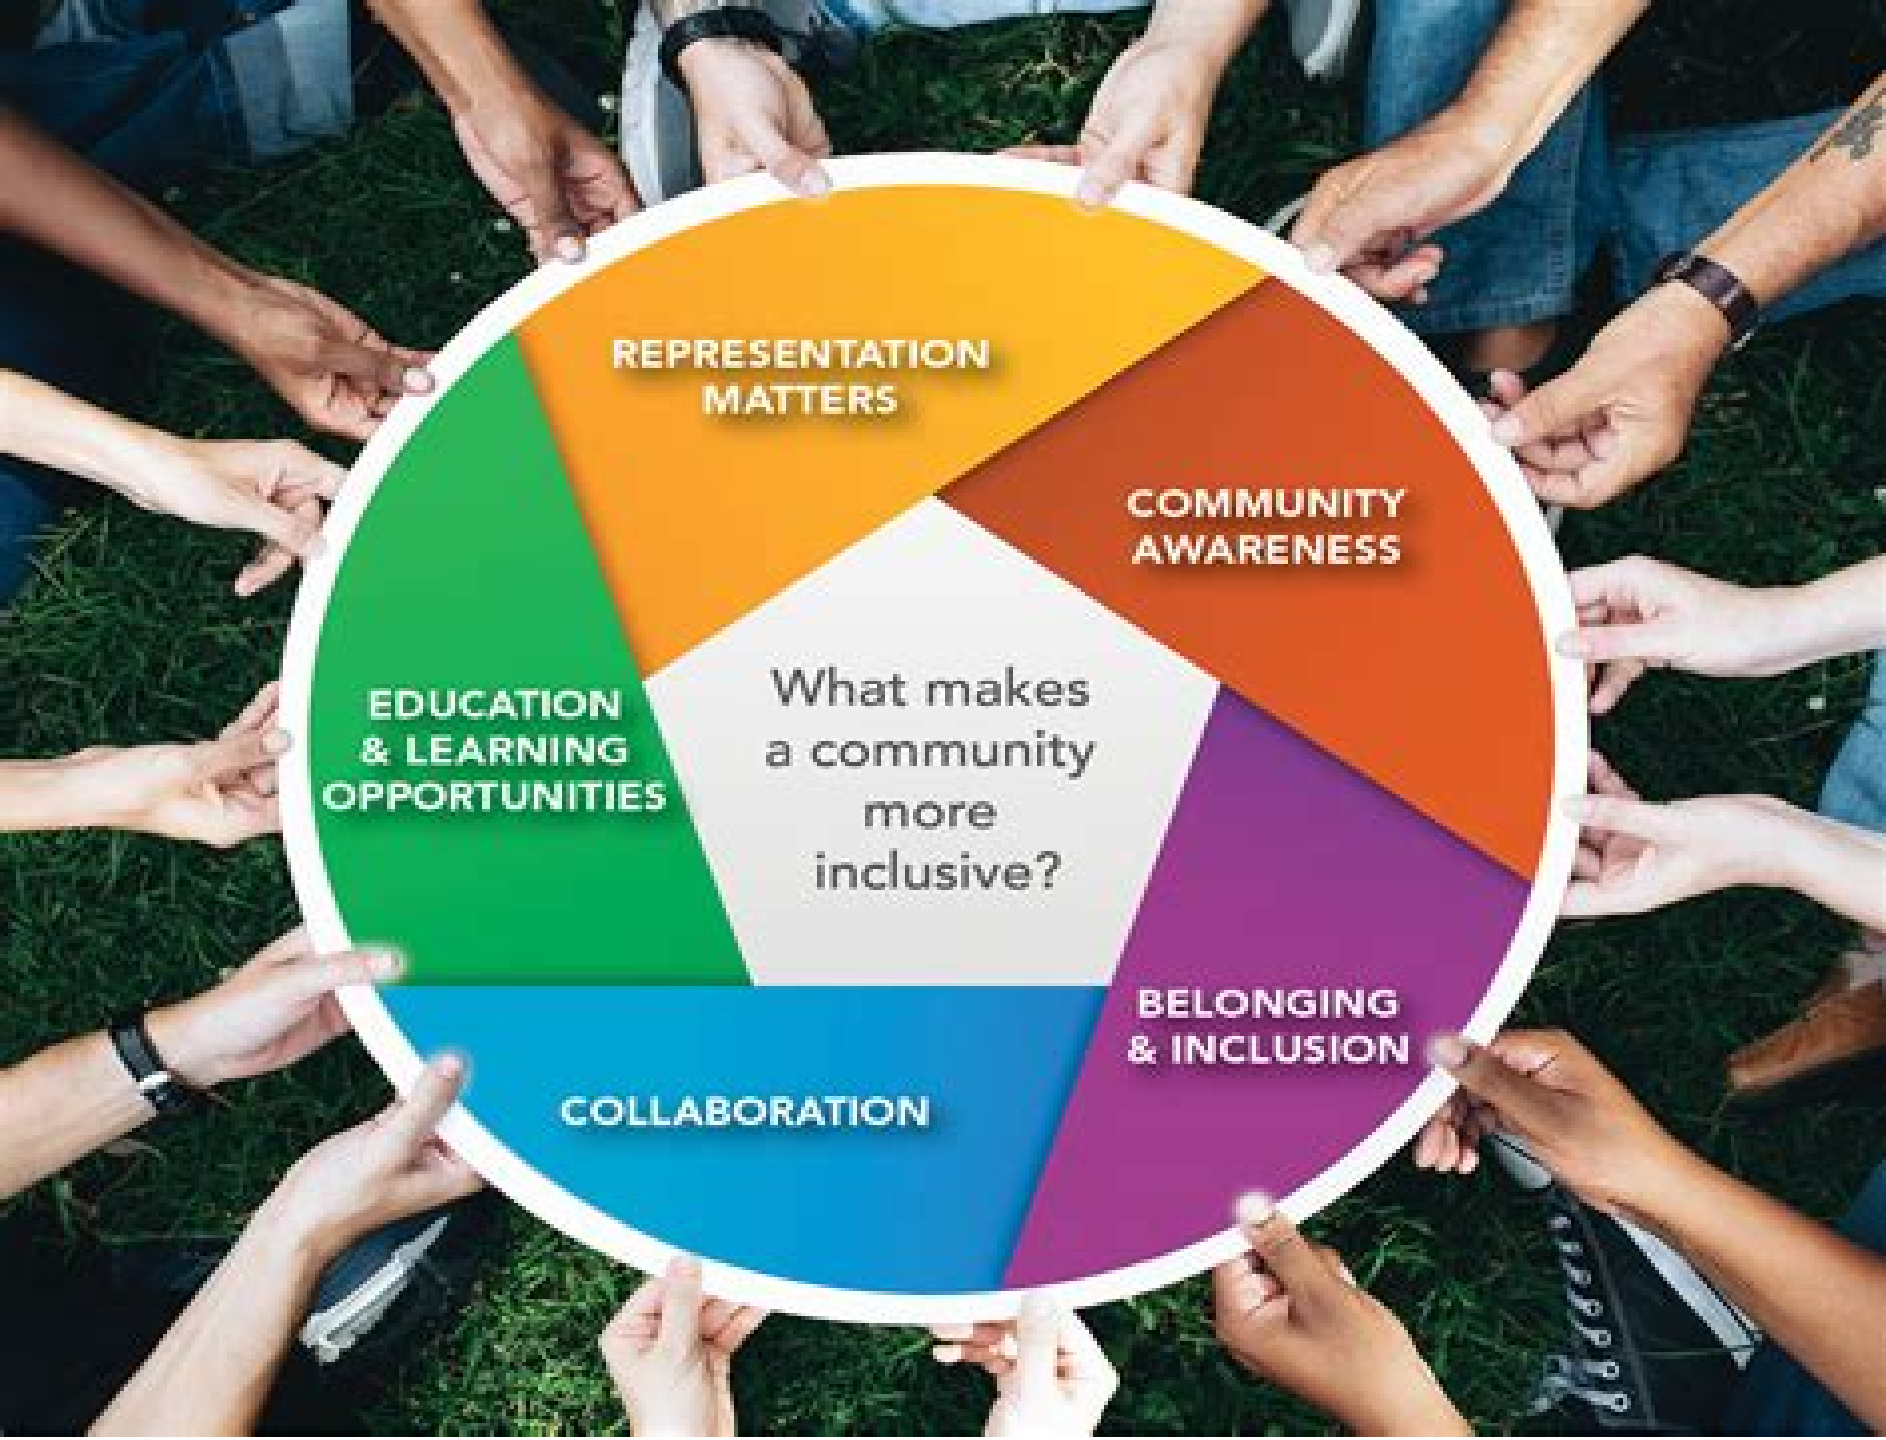 REPRESENTATION
MATTERS
COMMUNITY
AWARENESS
EDUCATION
& LEARNING
OPPORTUNITIES
What makes
a community
more
inclusive?
BELONGING
& INCLUSION
COLLABORATION